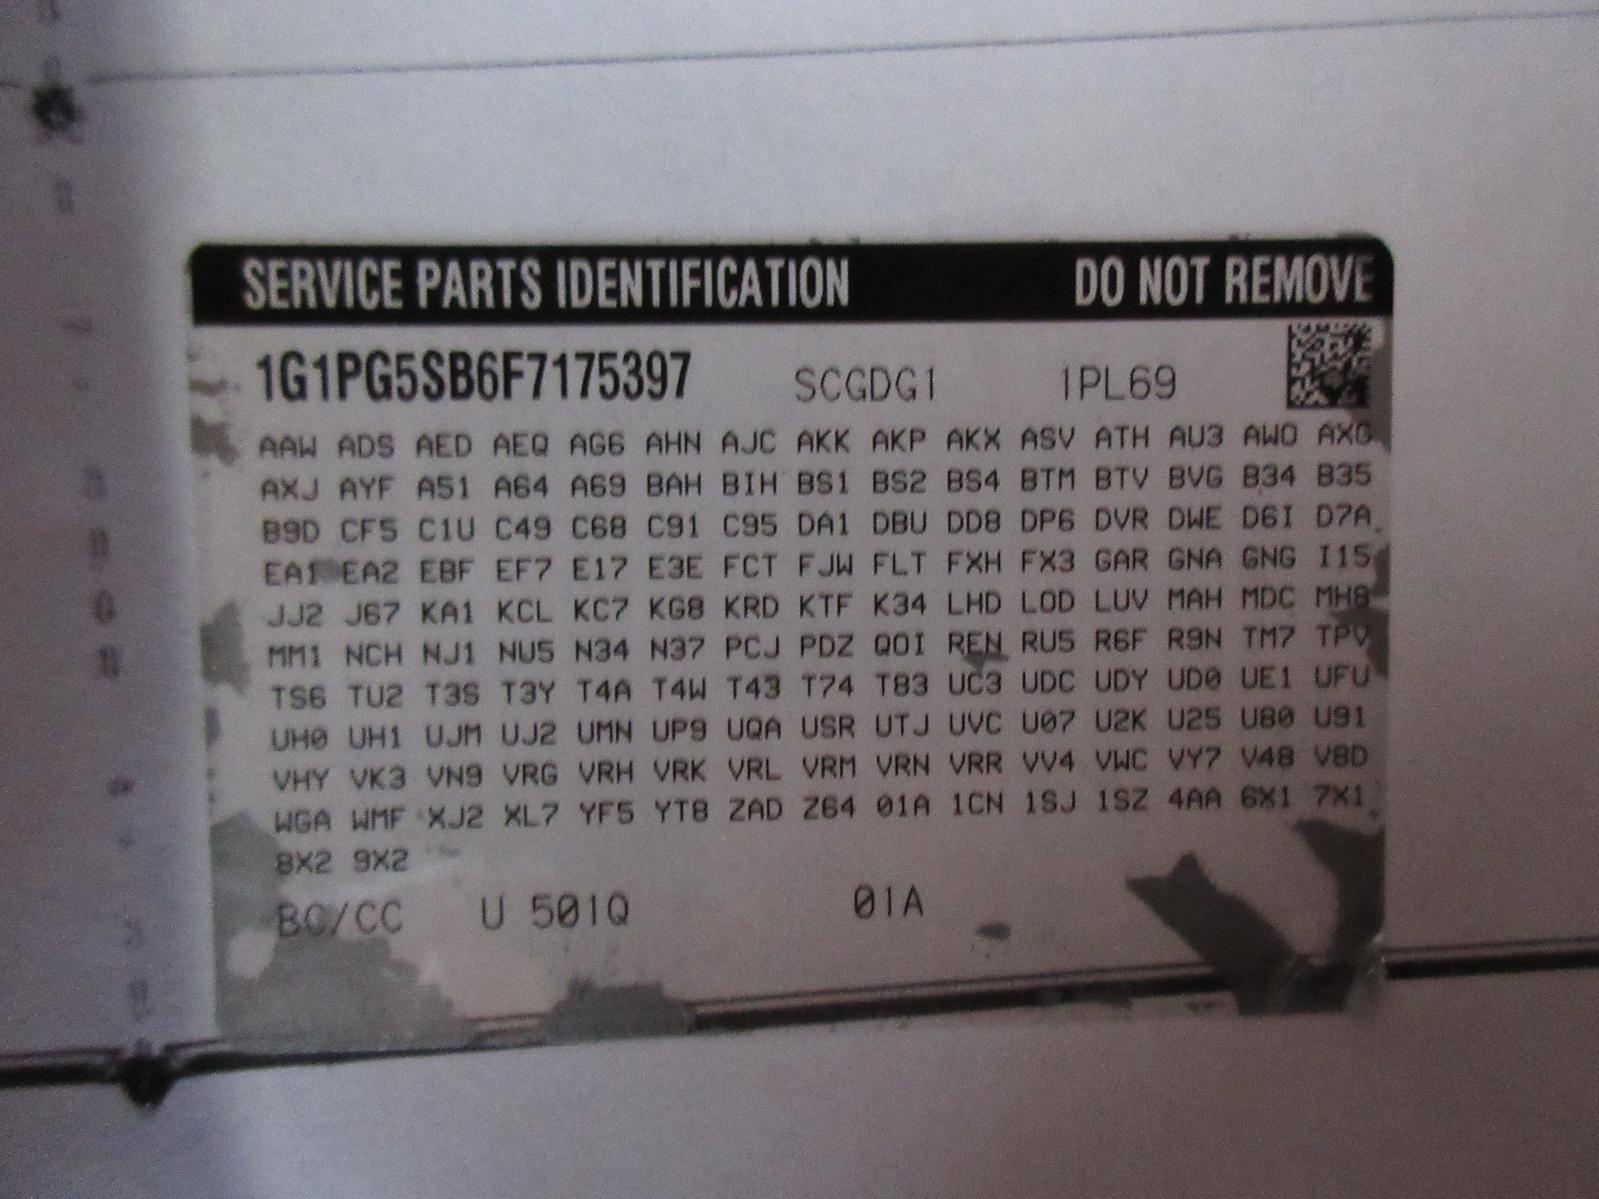 SERVICE PARTS IDENTIFICATION DO NOT REMOVE
1G1PG5SB6F7175397 SCGDG1 1PL69
AAW ADS AED AEQ AG6 AHN AJC AKK AKP AKX ASV ATH AU3 AWO AXG
AXJ AYF A51 A64 A69 BAH BIH BS1 BS2 BS4 BTM BTV BVG B34 B35
B9D CF5 C1U C49 C68 C91 C95 DA1 DBU DD8 DP6 DVR DWE D6I D7A
EA1 EA2 EBF EF7 E17 E3E FCT FJW FLT FXH FX3 GAR GNA GNG I15
JJ2 J67 KA1 KCL KC7 KG8 KRD KTF K34 LHD LOD LUV MAH MDC MH8
MM1 NCH NJ1 NU5 N34 N37 PCJ PDZ QOI REN RU5 R6F R9N TM7 TPV
TS6 TU2 T3S T3Y T4A T4W T43 T74 T83 UC3 UDC UDY UD0 UE1 UFU
UH0 UH1 UJM UJ2 UMN UP9 UQA USR UTJ UVC U07 U2K U25 U80 U91
VHY VK3 VN9 VRG VRH VRK VRL VRM VRN VRR VV4 VWC VY7 V48 V8D
WGA WMF XJ2 XL7 YF5 YT8 ZAD Z64 01A 1CN 1SJ 1SZ 4AA 6X1 7X1
8X2 9X2
BC/CC U 501Q 01A